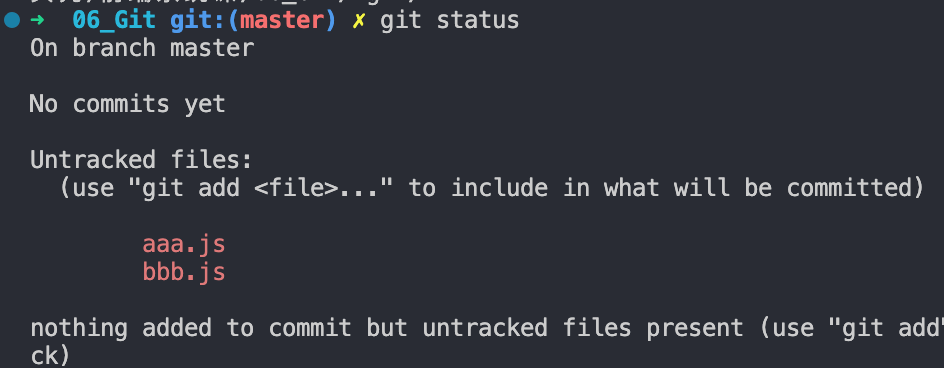 ➜ 06_Git git:(master) ✗ git status
On branch master
No commits yet
Untracked files:
(use "git add <file>..." to include in what will be committed)
aaa.js
bbb.js
nothing added to commit but untracked files present (use "git add"
ck)